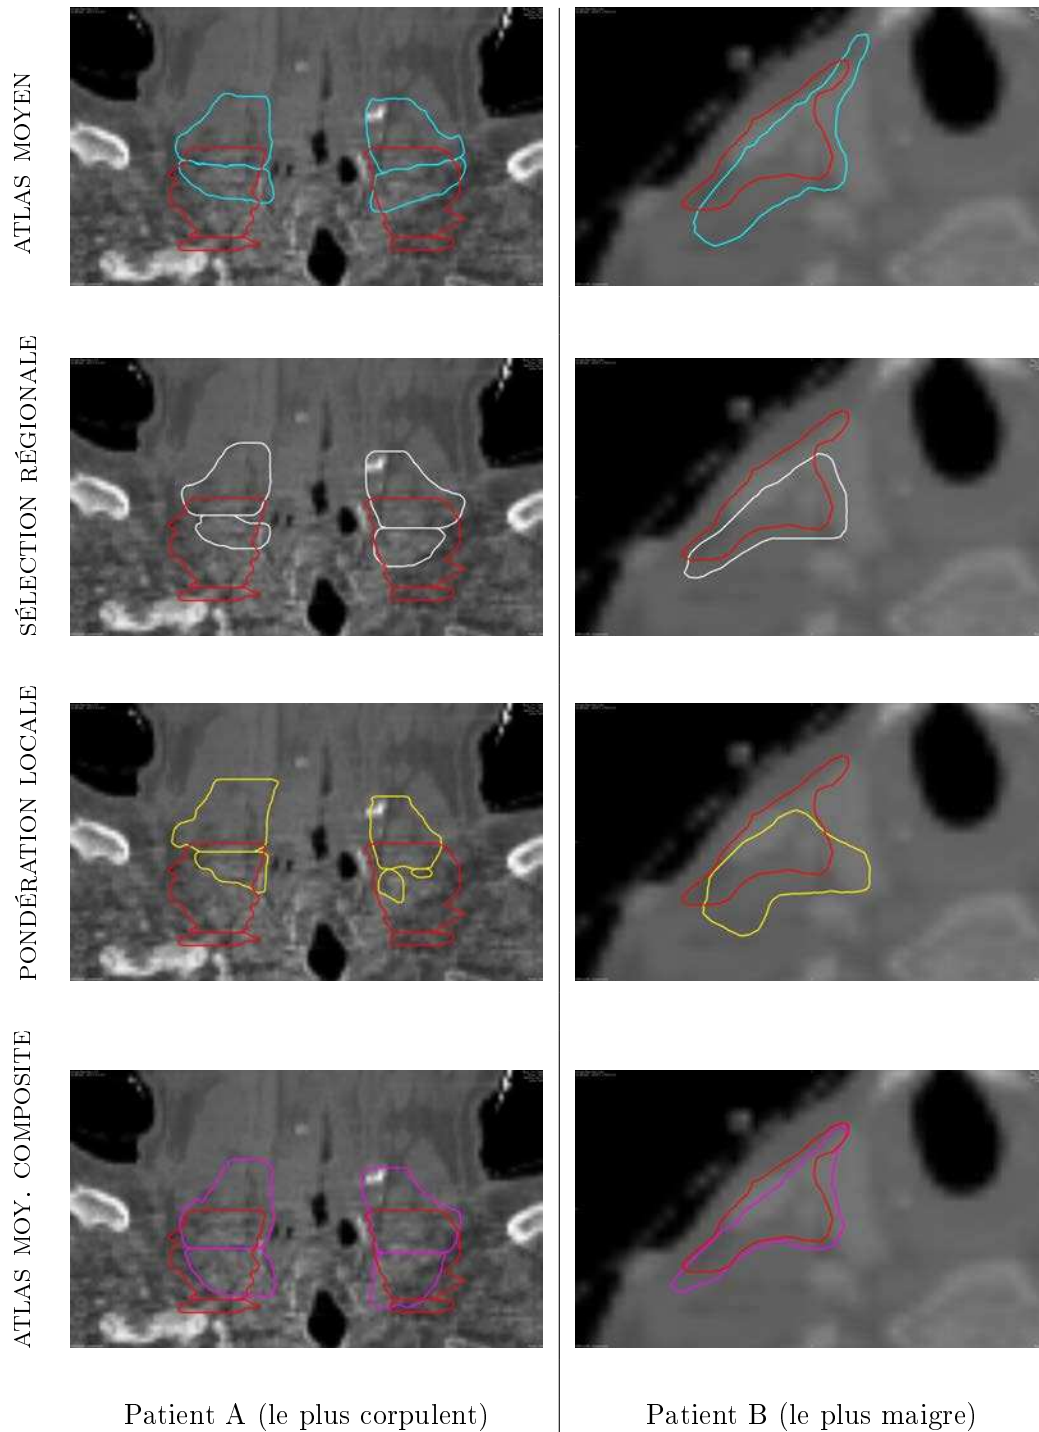 ATLAS MOYEN
SÉLECTION RÉGIONALE
PONDÉRATION LOCALE
ATLAS MOY. COMPOSITE
Patient A (le plus corpulent)
Patient B (le plus maigre)